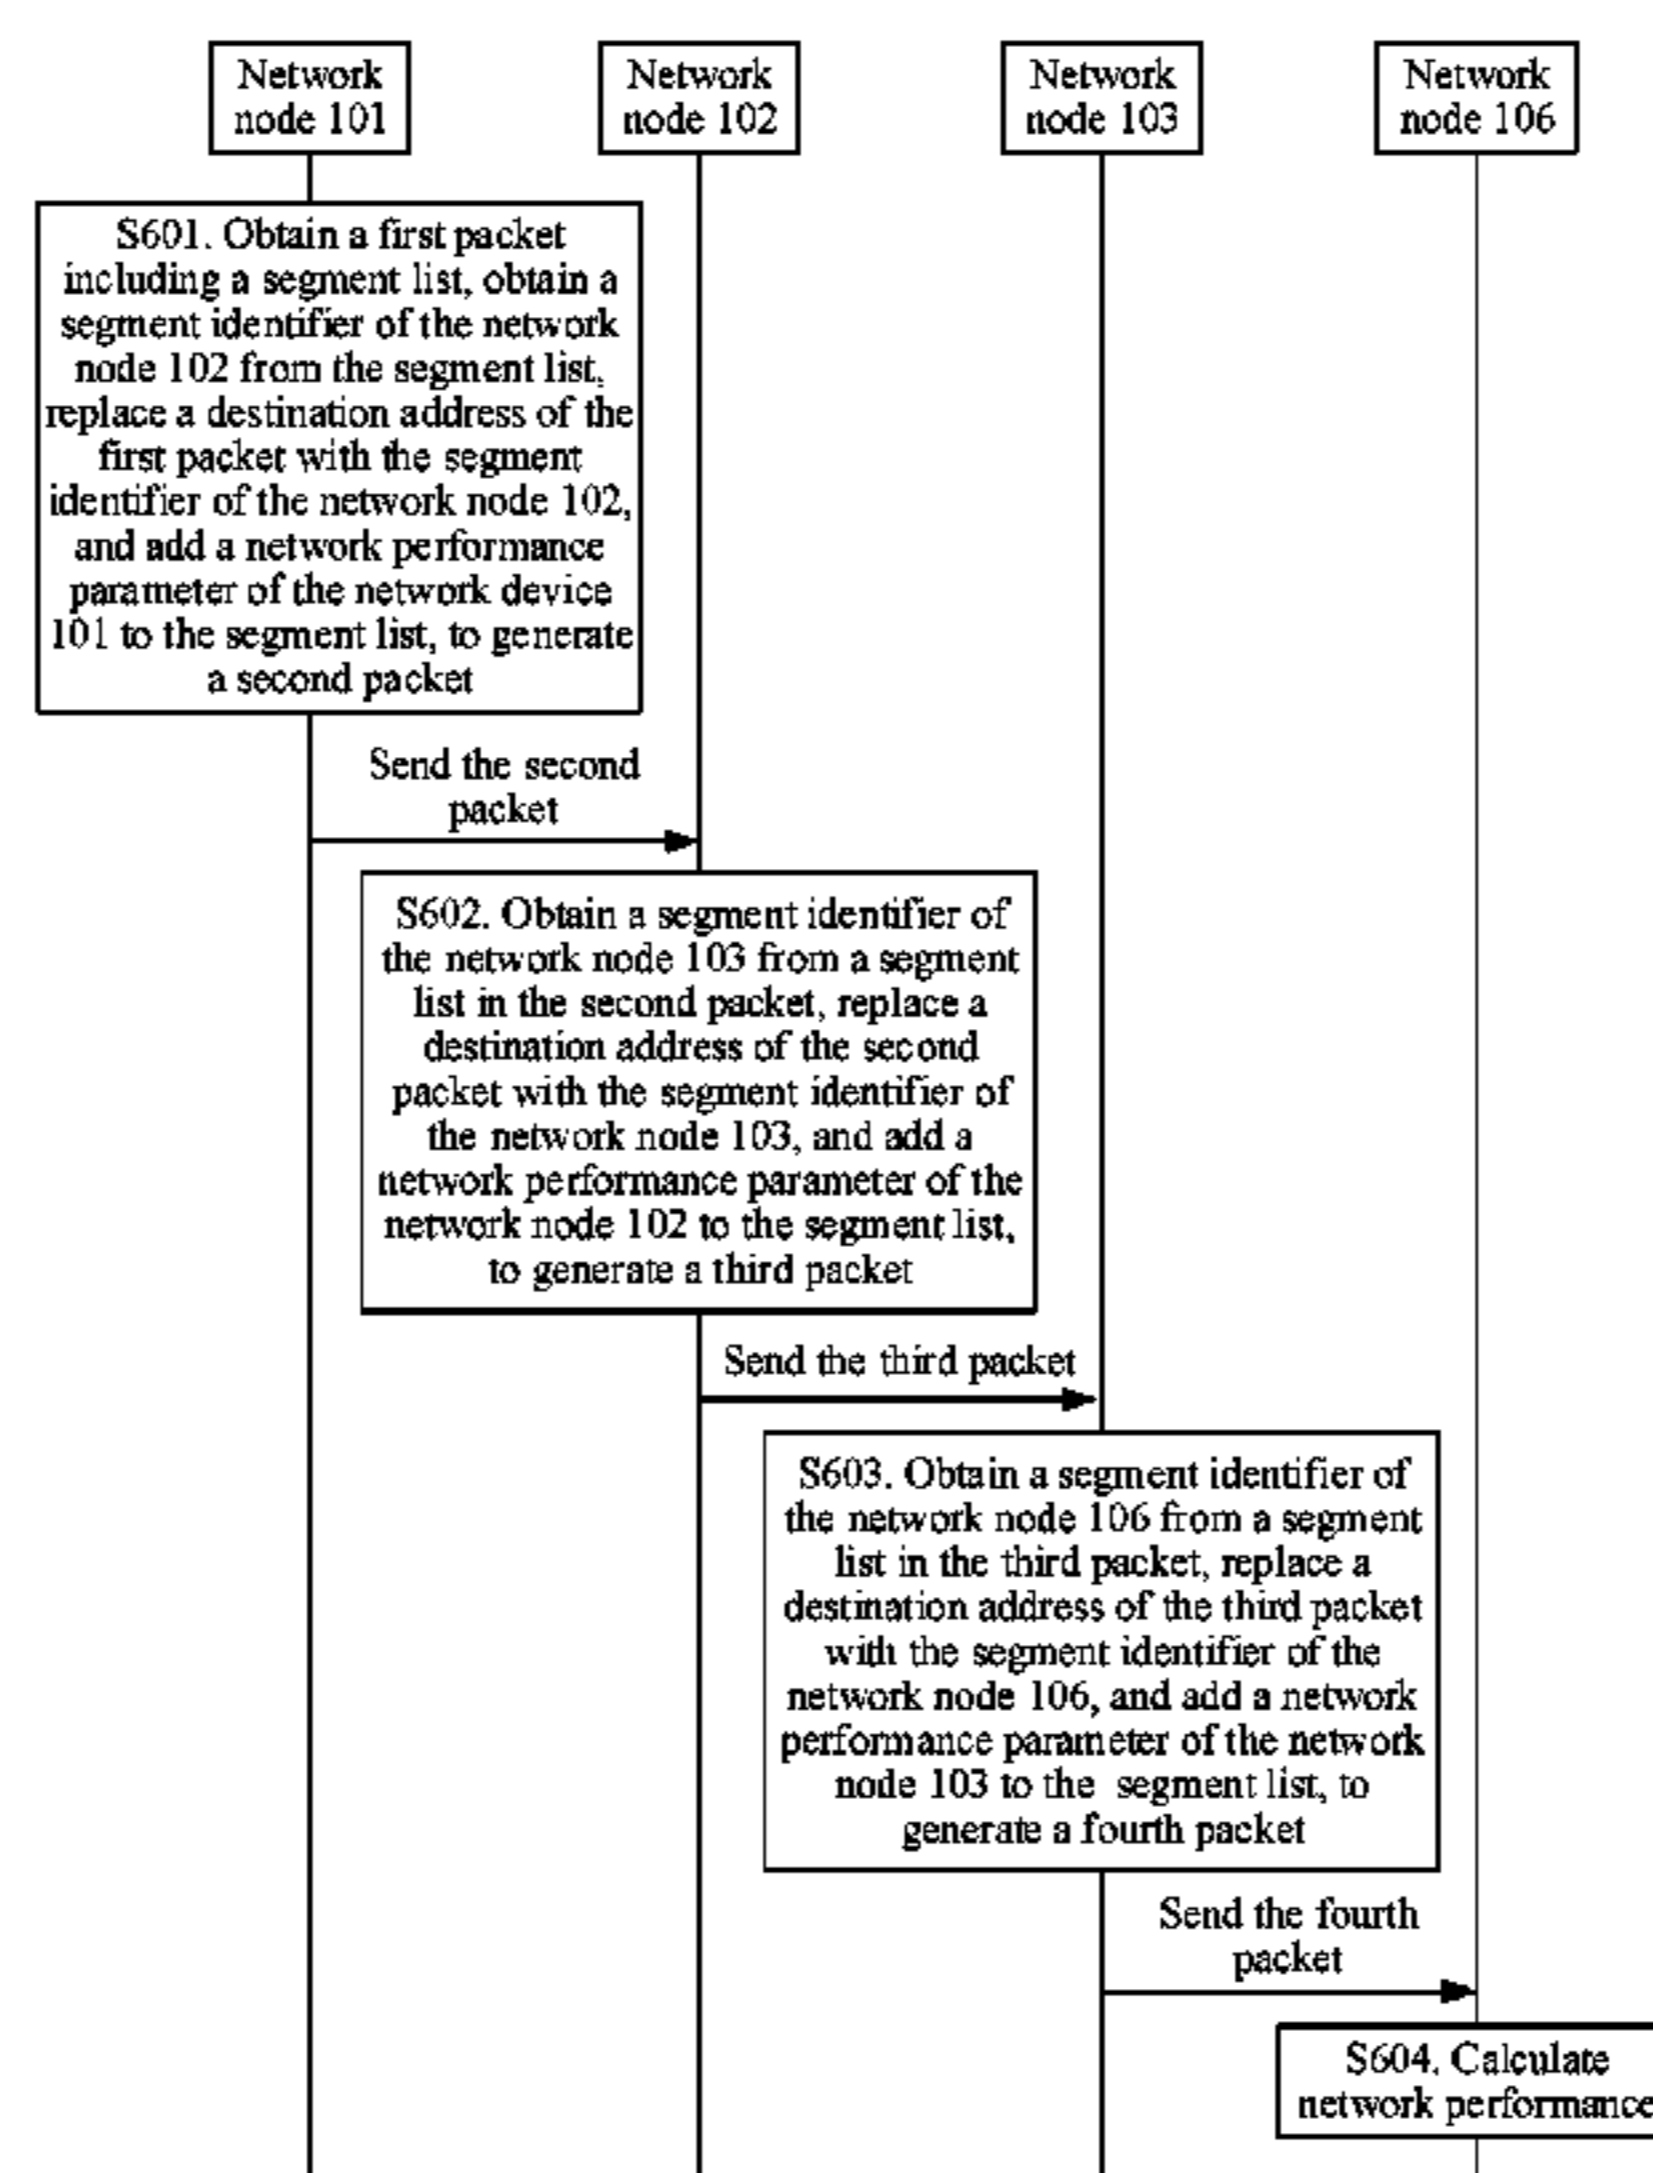 Network
node 101
Network
node 102
Network
node 103
Network
node 106
S601. Obtain a first packet
including a segment list, obtain a
segment identifier of the network
node 102 from the segment list,
replace a destination address of the
first packet with the segment
identifier of the network node 102,
and add a network performance
parameter of the network device
101 to the segment list, to generate
a second packet
Send the second
packet
S602. Obtain a segment identifier of
the network node 103 from a segment
list in the second packet, replace a
destination address of the second
packet with the segment identifier of
the network node 103, and add a
network performance parameter of the
network node 102 to the segment list,
to generate a third packet
Send the third packet
S603. Obtain a segment identifier of
the network node 106 from a segment
list in the third packet, replace a
destination address of the third packet
with the segment identifier of the
network node 106, and add a network
performance parameter of the network
node 103 to the segment list, to
generate a fourth packet
Send the fourth
packet
S604. Calculate
network performance